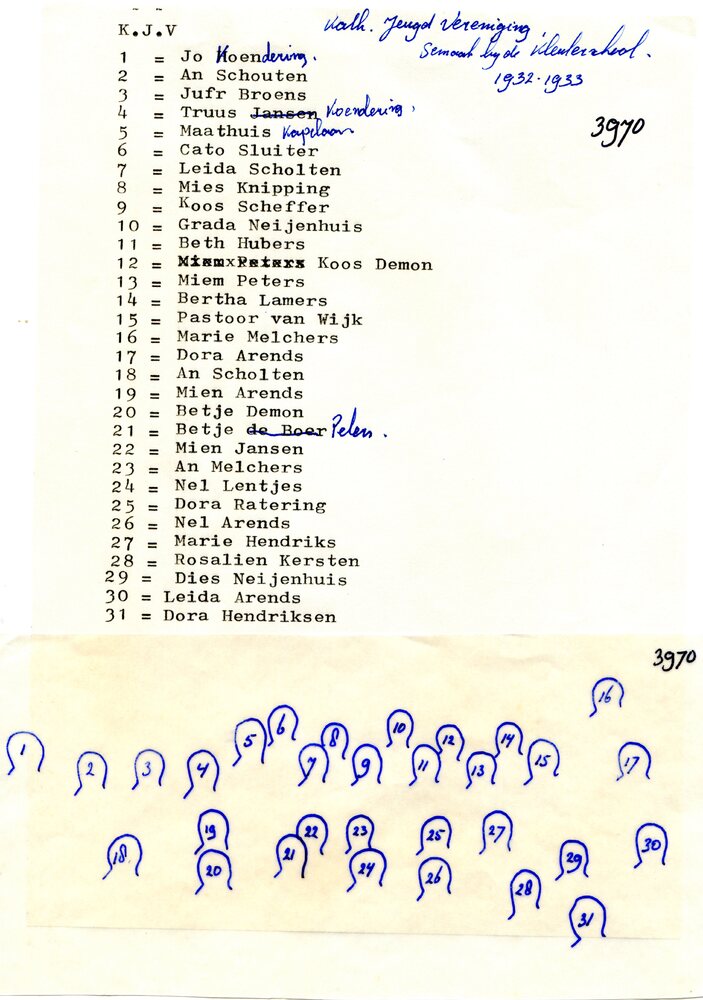 K.J.V
Kath. Jeugd Vereniging
bij de Kleuterschool.
1932-1933
3970
1 = Jo Koendering.
2 = An Schouten
3 = Jufr Broens
4 = Truus Jansen Koendering.
5 = Maathuis Kapelaan
6 = Cato Sluiter
7 = Leida Scholten
8 = Mies Knipping
9 = Koos Scheffer
10 = Grada Neijenhuis
11 = Beth Hubers
12 = Miem Peters Koos Demon
13 = Miem Peters
14 = Bertha Lamers
15 = Pastoor van Wijk
16 = Marie Melchers
17 = Dora Arends
18 = An Scholten
19 = Mien Arends
20 = Betje Demon
21 = Betje de Boer Peters.
22 = Mien Jansen
23 = An Melchers
24 = Nel Lentjes
25 = Dora Ratering
26 = Nel Arends
27 = Marie Hendriks
28 = Rosalien Kersten
29 = Dies Neijenhuis
30 = Leida Arends
31 = Dora Hendriksen
3970
16
1 2 3 4 5 6 7 8 9 10 11 12 13 14 15 17
18 19 22 23 25 27 29 30
20 21 24 26 28
31